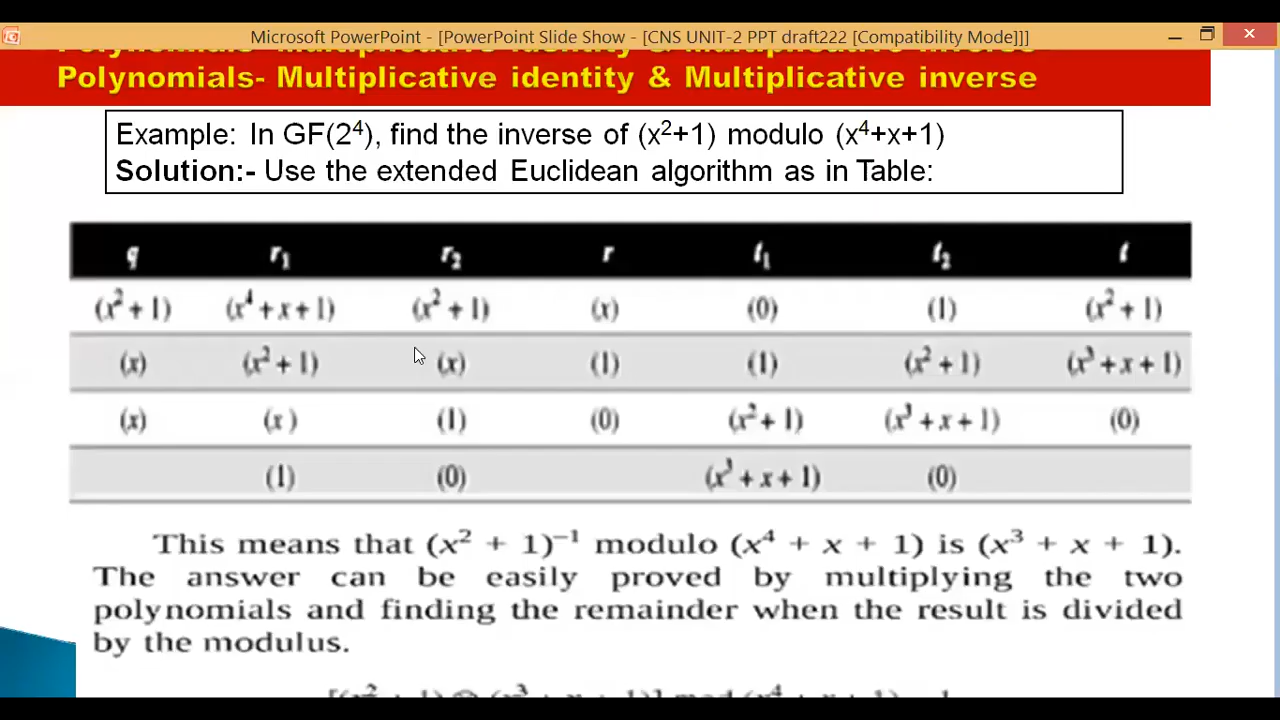 Microsoft PowerPoint - [PowerPoint Slide Show - [CNS UNIT-2 PPT draft222 [Compatibility Mode]]]
Polynomials- Multiplicative identity & Multiplicative inverse
Polynomials- Multiplicative identity & Multiplicative inverse
Example: In GF(2⁴), find the inverse of (x²+1) modulo (x⁴+x+1)
Solution:- Use the extended Euclidean algorithm as in Table:
q r₁ r₂ r t₁ t₂ t
(x² + 1) (x⁴ + x + 1) (x² + 1) (x) (0) (1) (x² + 1)
(x) (x² + 1) (x) (1) (1) (x² + 1) (x³ + x + 1)
(x) (x) (1) (0) (x² + 1) (x³ + x + 1) (0)
(1) (0) (x³ + x + 1) (0)
This means that (x² + 1)⁻¹ modulo (x⁴ + x + 1) is (x³ + x + 1).
The answer can be easily proved by multiplying the two
polynomials and finding the remainder when the result is divided
by the modulus.